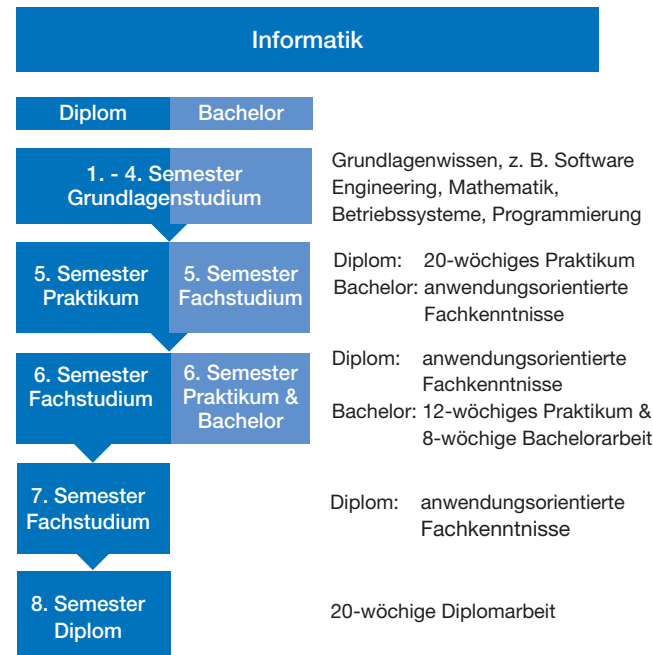 Informatik
Diplom
Bachelor
1. - 4. Semester
Grundlagenstudium
Grundlagenwissen, z. B. Software
Engineering, Mathematik,
Betriebssysteme, Programmierung
5. Semester
Praktikum
5. Semester
Fachstudium
Diplom: 20-wöchiges Praktikum
Bachelor: anwendungsorientierte
Fachkenntnisse
6. Semester
Fachstudium
6. Semester
Praktikum &
Bachelor
Diplom: anwendungsorientierte
Fachkenntnisse
Bachelor: 12-wöchiges Praktikum &
8-wöchige Bachelorarbeit
7. Semester
Fachstudium
Diplom: anwendungsorientierte
Fachkenntnisse
8. Semester
Diplom
20-wöchige Diplomarbeit